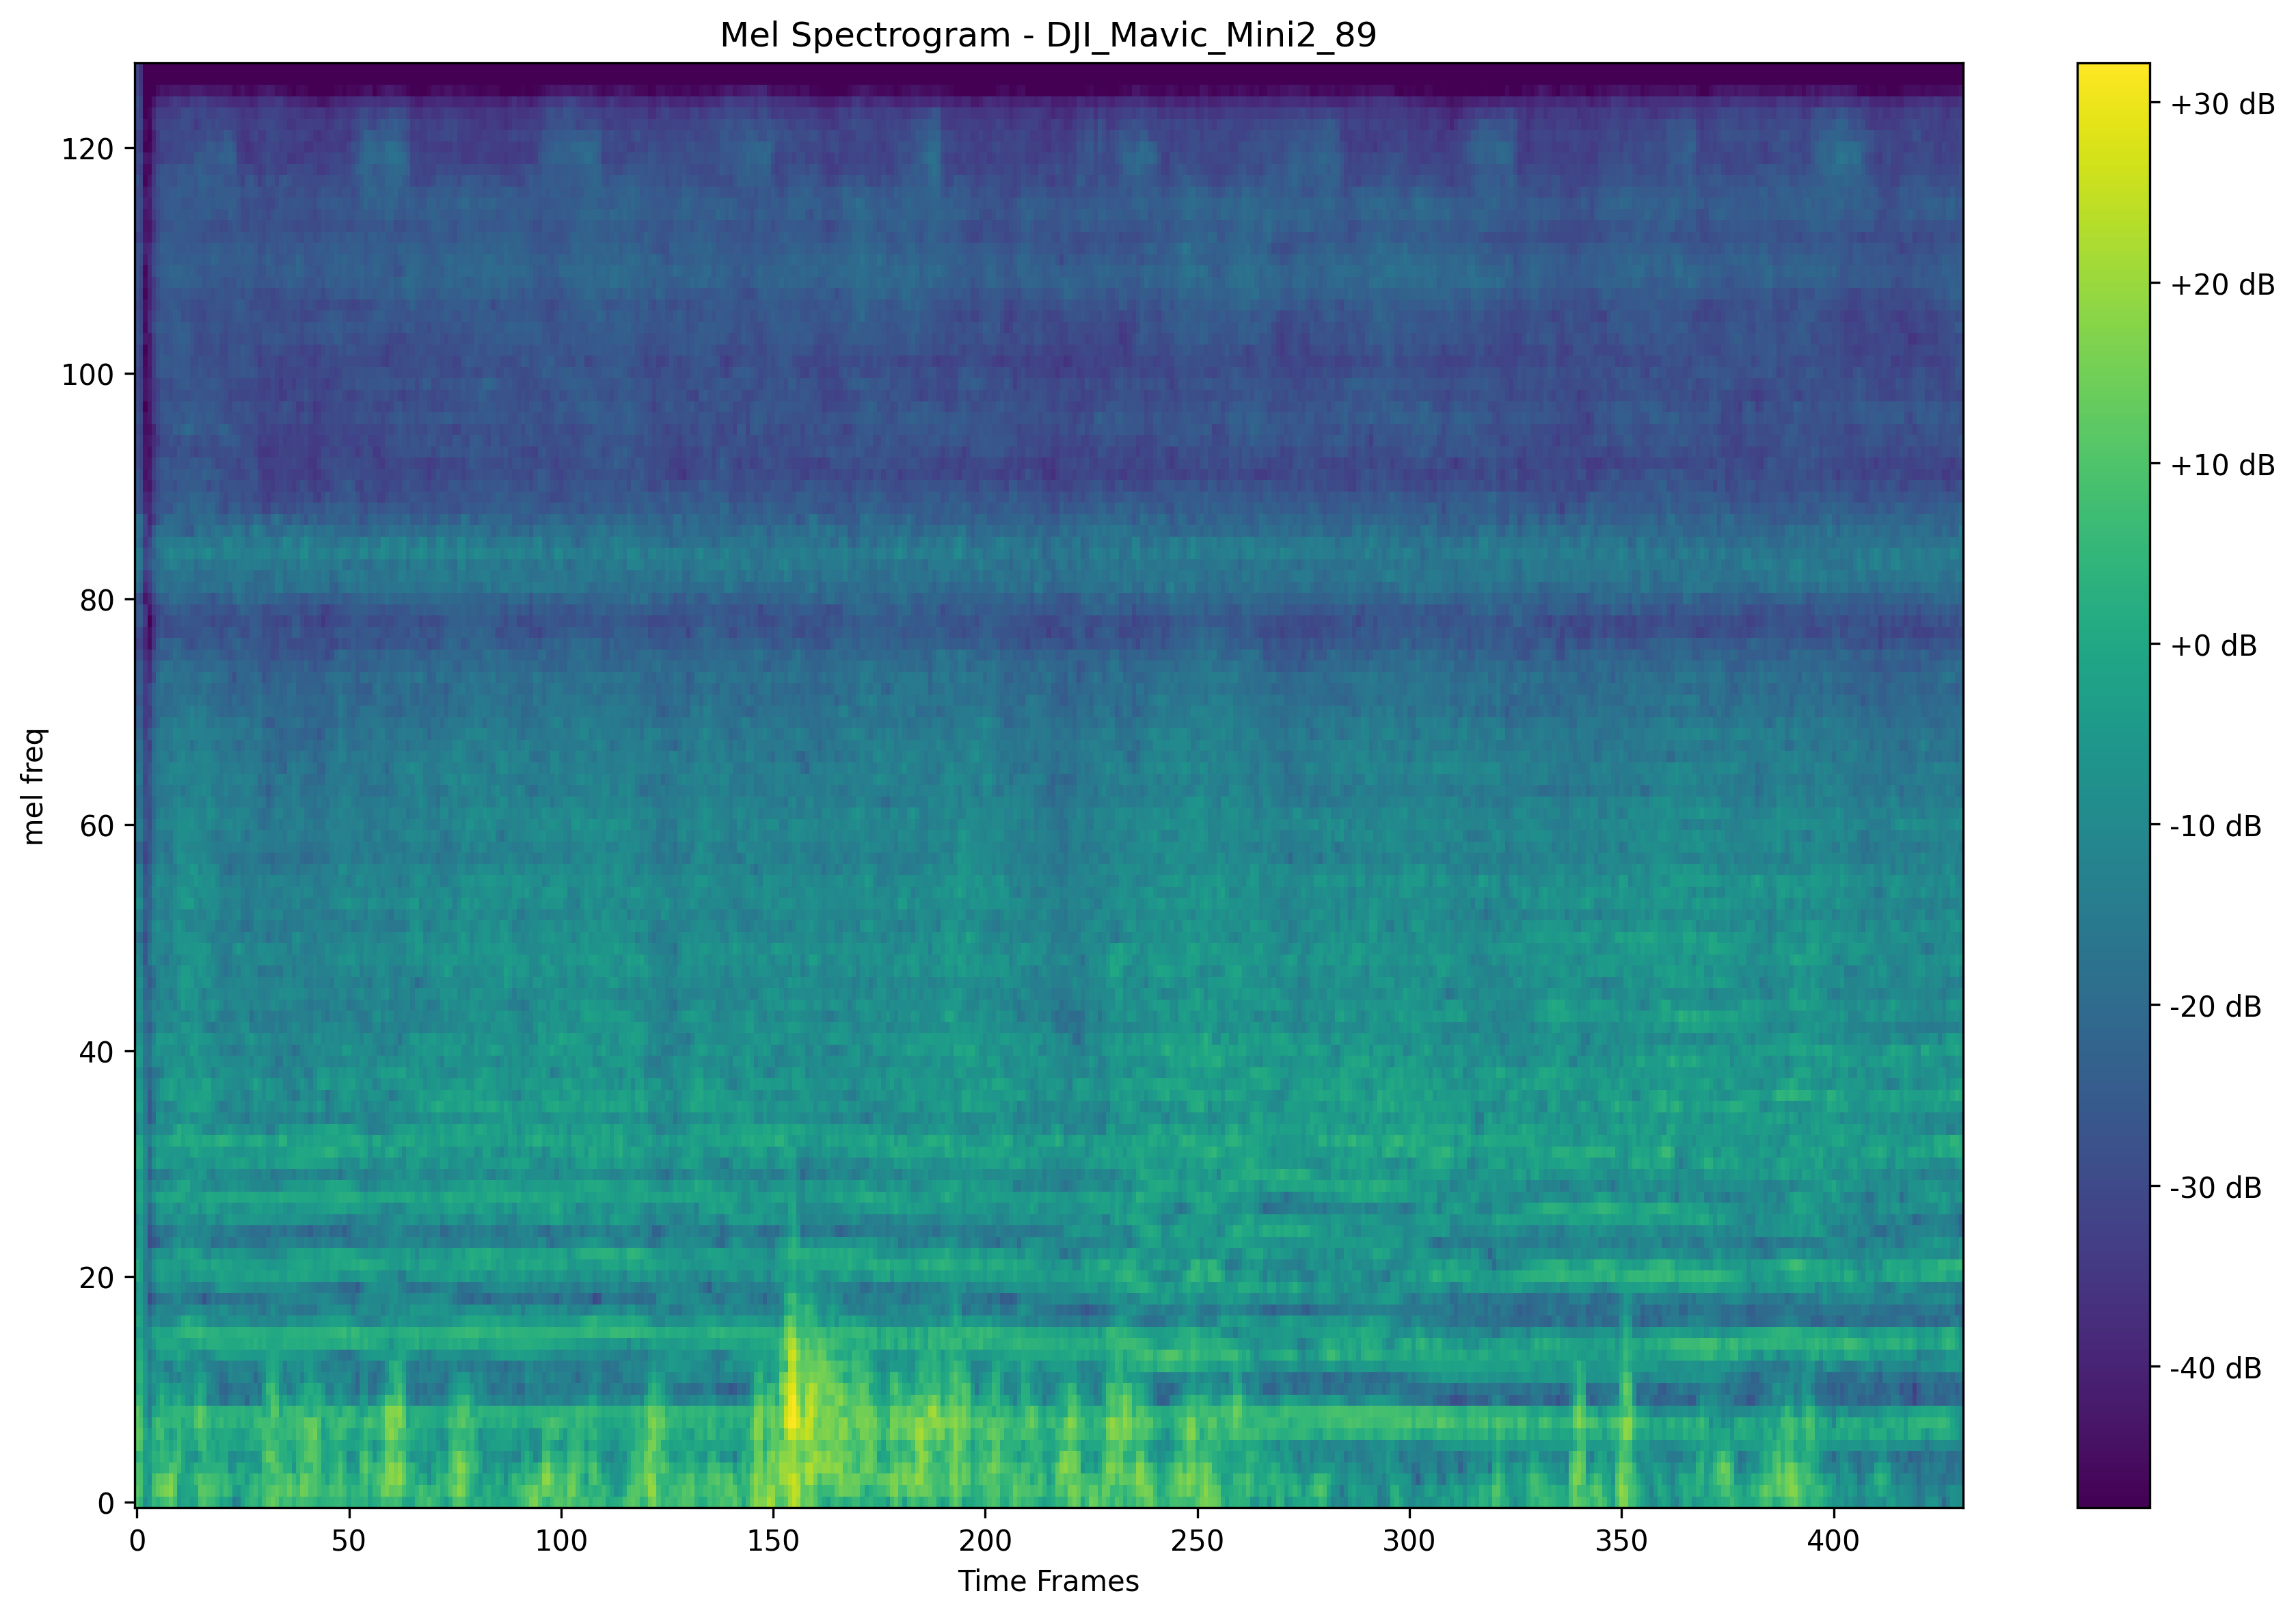 Mel Spectrogram - DJI_Mavic_Mini2_89
mel freq
120
100
80
60
40
20
0
0 50 100 150 200 250 300 350 400
Time Frames
+30 dB
+20 dB
+10 dB
+0 dB
-10 dB
-20 dB
-30 dB
-40 dB